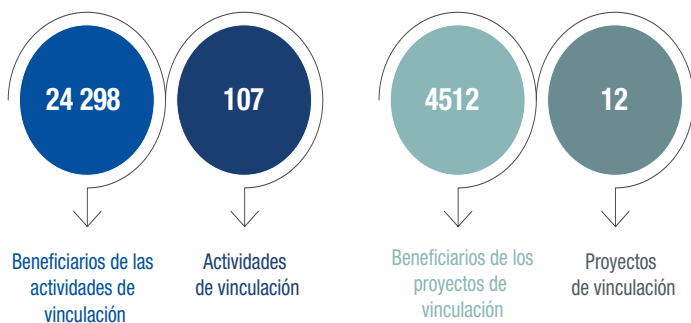 24 298
107
4512
12
Beneficiarios de las
actividades de
vinculación
Actividades
de vinculación
Beneficiarios de los
proyectos de
vinculación
Proyectos
de vinculación